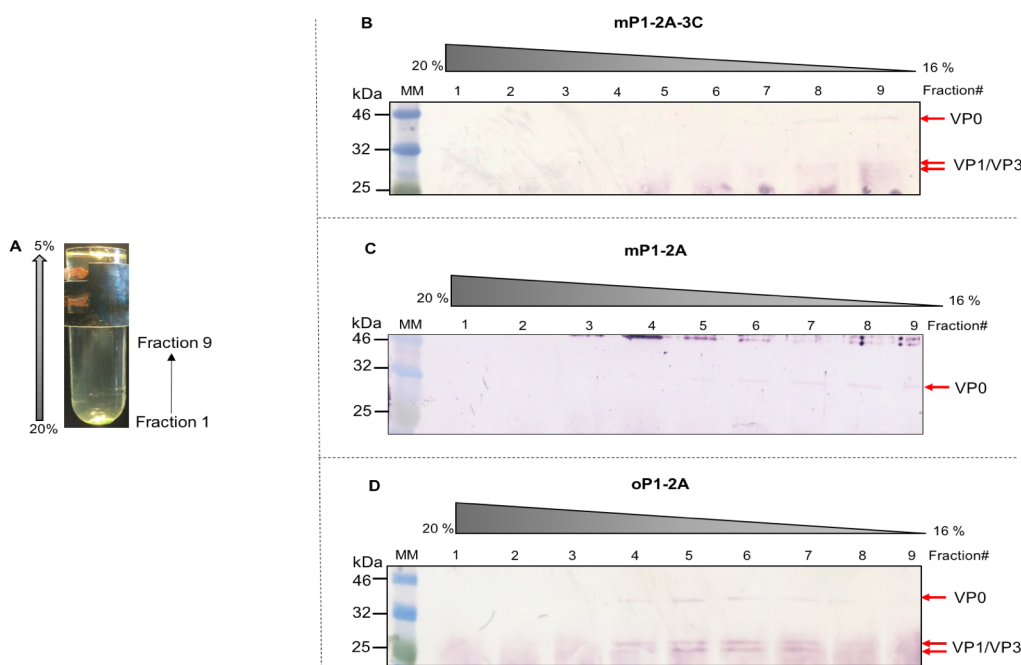 A
5%
Fraction 9
Fraction 1
20%
B
mP1-2A-3C
20 %
16 %
kDa
MM 1 2 3 4 5 6 7 8 9 Fraction#
46
VP0
32
VP1/VP3
25
C
mP1-2A
20 %
16 %
kDa
MM 1 2 3 4 5 6 7 8 9 Fraction#
46
32
VP0
25
D
oP1-2A
20 %
16 %
kDa
MM 1 2 3 4 5 6 7 8 9 Fraction#
46
VP0
32
25
VP1/VP3